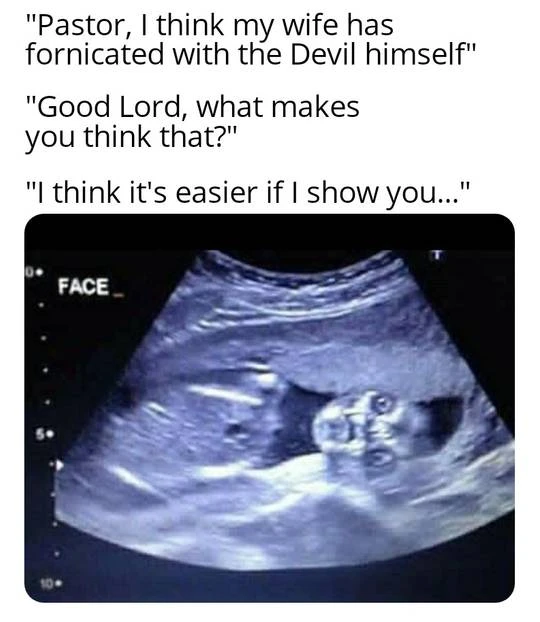 "Pastor, I think my wife has
fornicated with the Devil himself"
"Good Lord, what makes
you think that?"
"I think it's easier if I show you..."
0•
T
FACE_
5•
10•